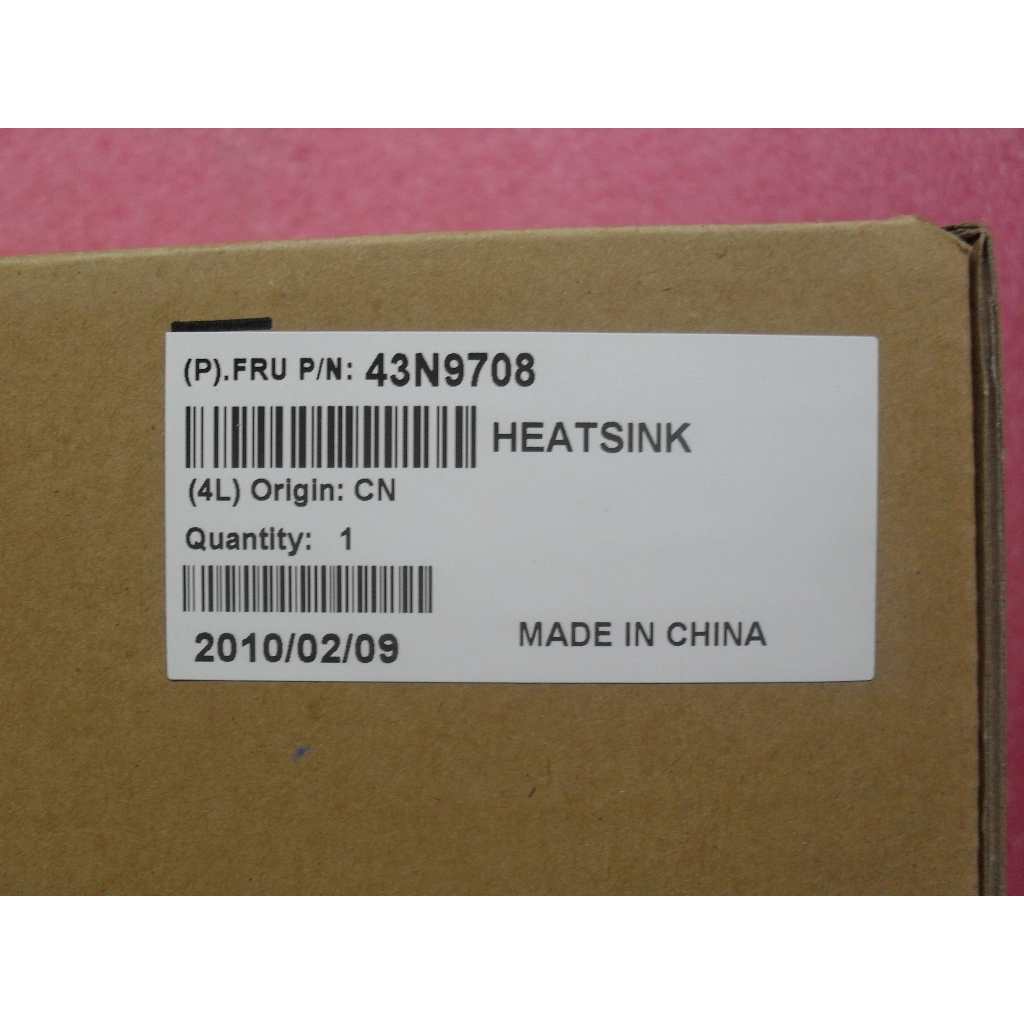 (P).FRU P/N: 43N9708
HEATSINK
(4L) Origin: CN
Quantity: 1
2010/02/09
MADE IN CHINA